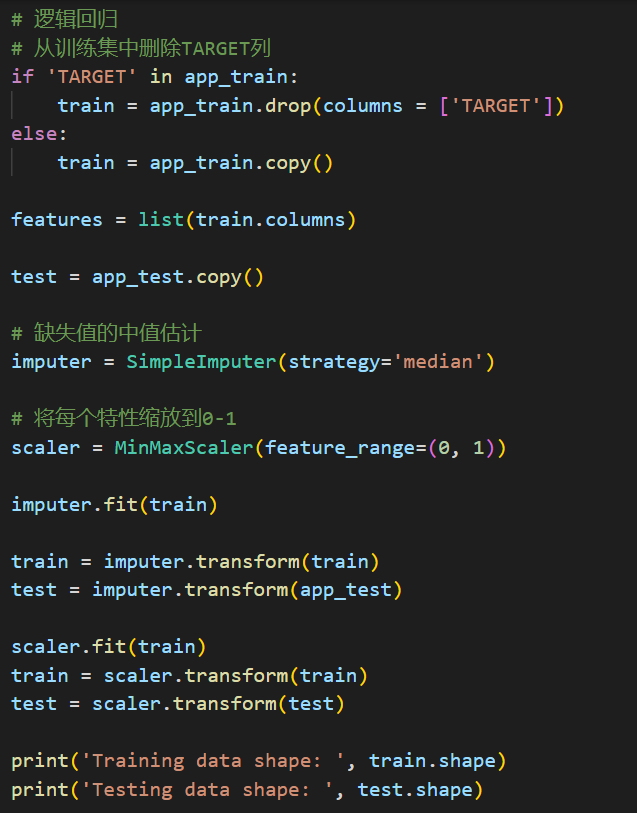 # 逻辑回归
# 从训练集中删除TARGET列
if 'TARGET' in app_train:
    train = app_train.drop(columns = ['TARGET'])
else:
    train = app_train.copy()
features = list(train.columns)
test = app_test.copy()
# 缺失值的中值估计
imputer = SimpleImputer(strategy='median')
# 将每个特性缩放到0-1
scaler = MinMaxScaler(feature_range=(0, 1))
imputer.fit(train)
train = imputer.transform(train)
test = imputer.transform(app_test)
scaler.fit(train)
train = scaler.transform(train)
test = scaler.transform(test)
print('Training data shape: ', train.shape)
print('Testing data shape: ', test.shape)